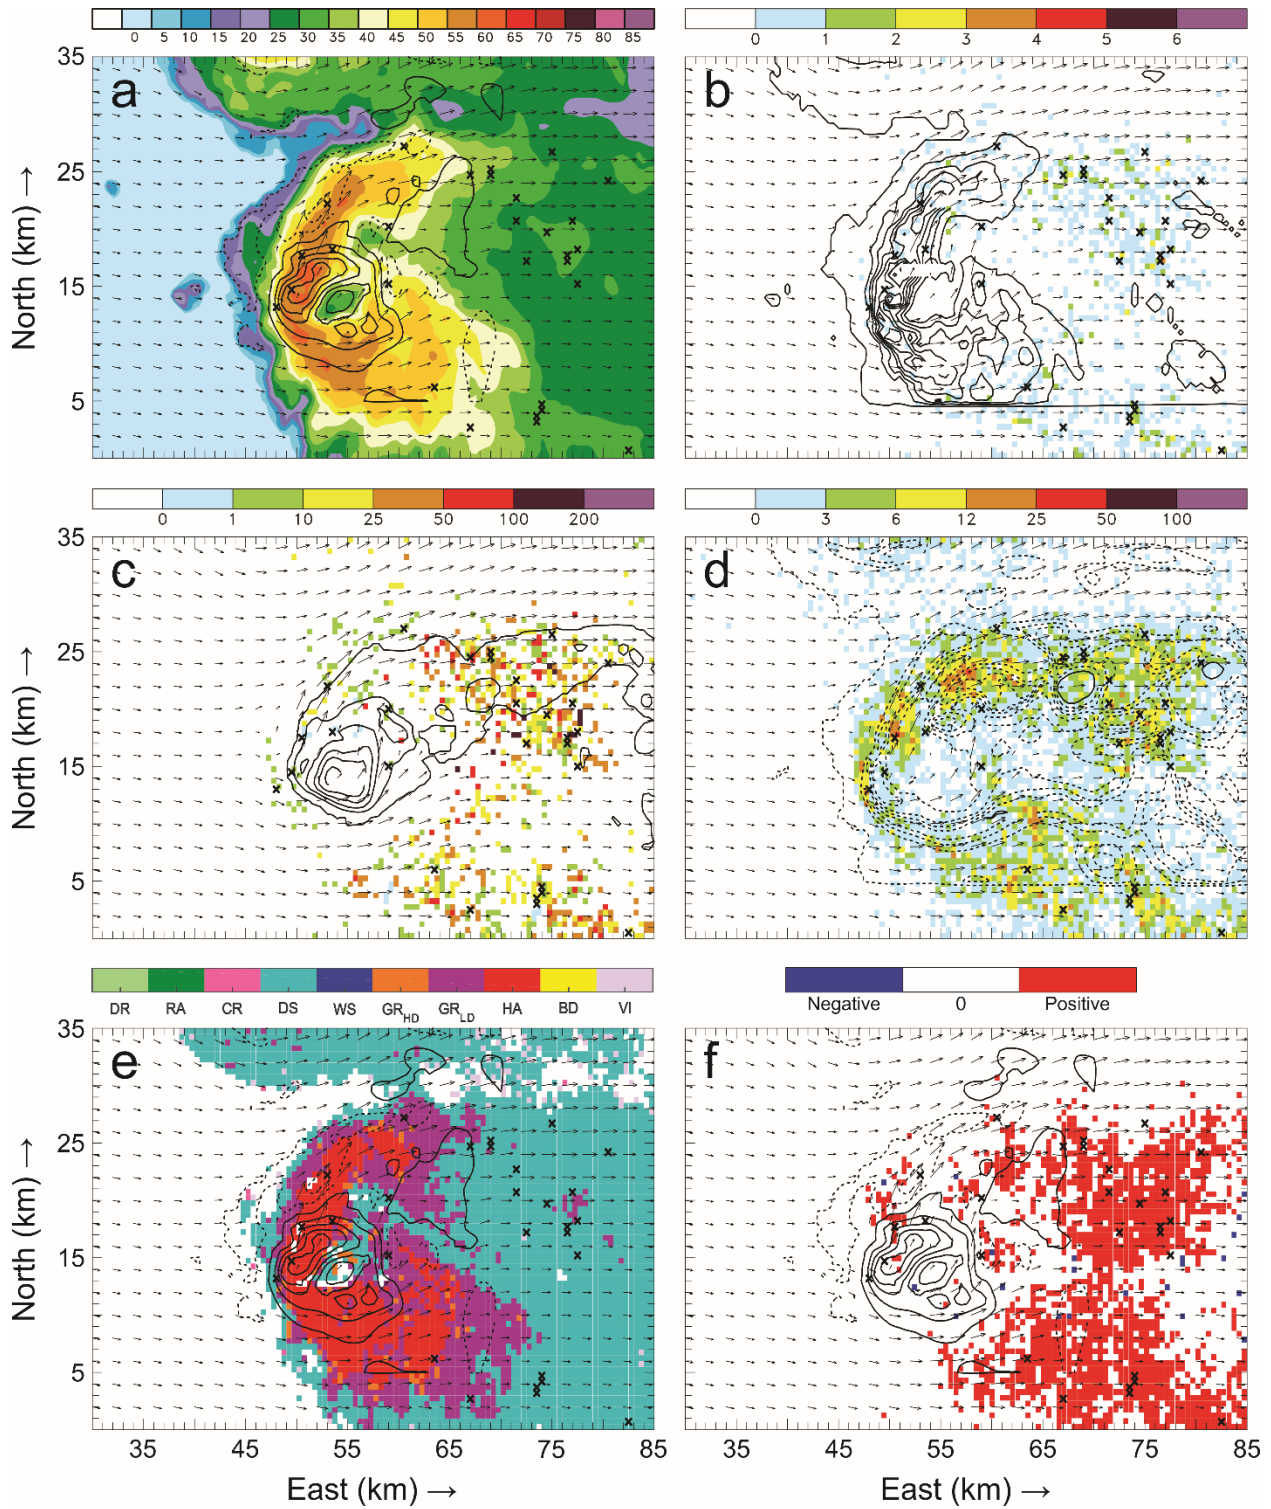 0 5 10 15 20 25 30 35 40 45 50 55 60 65 70 75 80 85
0 1 2 3 4 5 6
35
25
15
5
North (km) →
a
b
0 1 10 25 50 100 200
0 3 6 12 25 50 100
35
25
15
5
North (km) →
c
d
DR RA CR DS WS GR_HD GR_LD HA BD VI
Negative 0 Positive
35
25
15
5
North (km) →
e
f
35 45 55 65 75 85
35 45 55 65 75 85
East (km) →
East (km) →